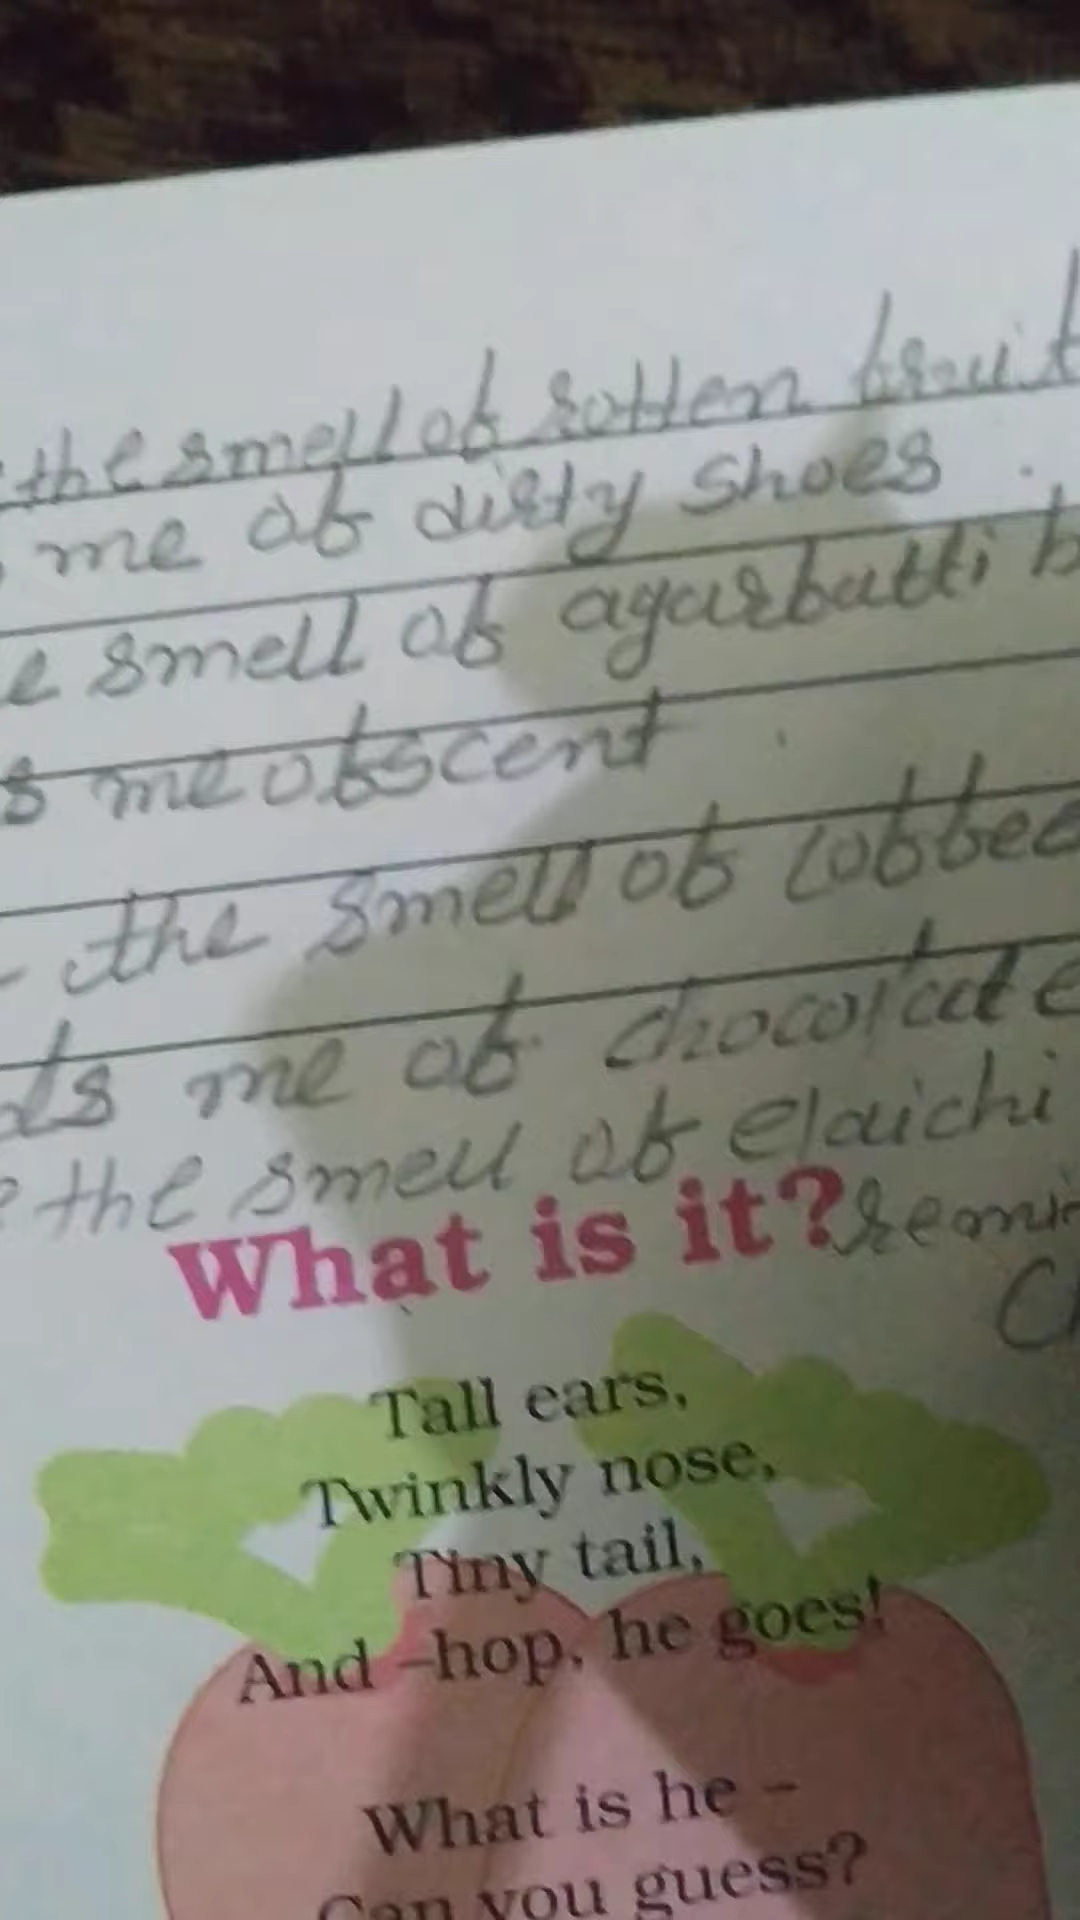 the smell of rotten fruit
me of dirty shoes .
smell of agarbatti
me of scent
the smell of coffee
me of chocolate
the smell of elaichi
What is it?
Tall ears,
Twinkly nose,
Tiny tail,
And –hop, he goes!
What is he –
Can you guess?